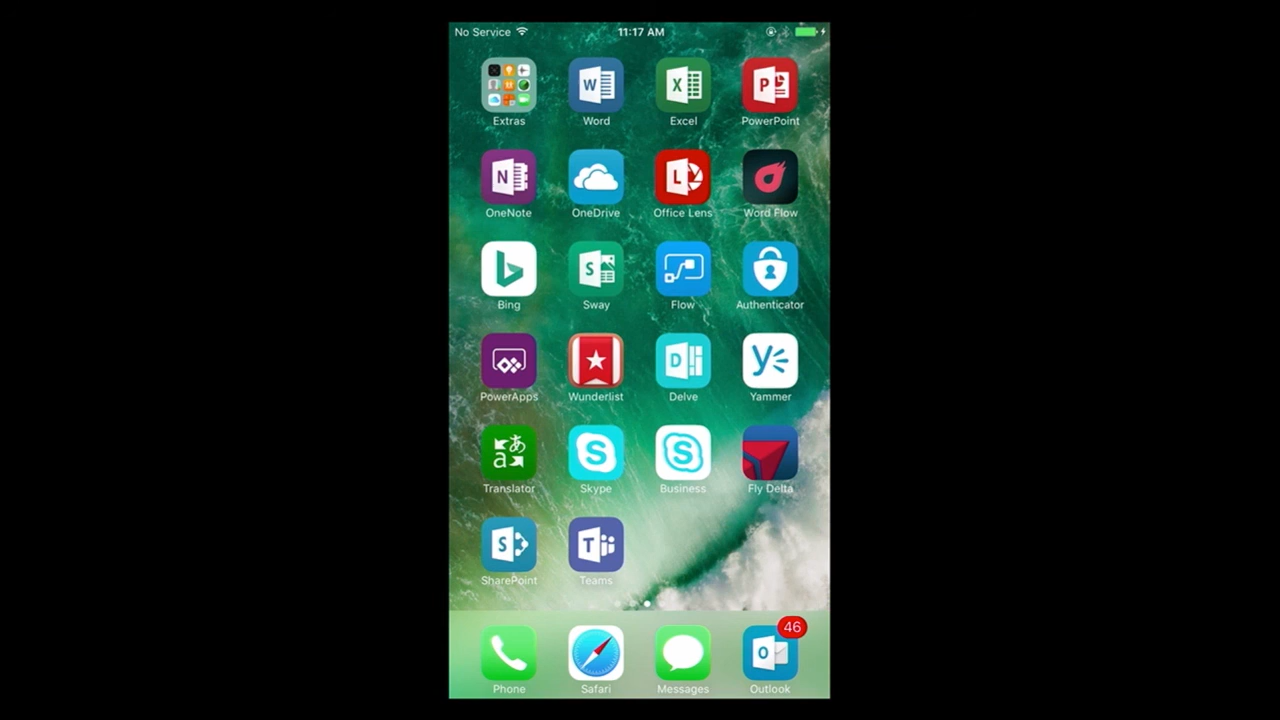 No Service 11:17 AM
Extras Word Excel PowerPoint
OneNote OneDrive Office Lens Word Flow
Bing Sway Flow Authenticator
PowerApps Wunderlist Delve Yammer
Translator Skype Business Fly Delta
SharePoint Teams
46
Phone Safari Messages Outlook